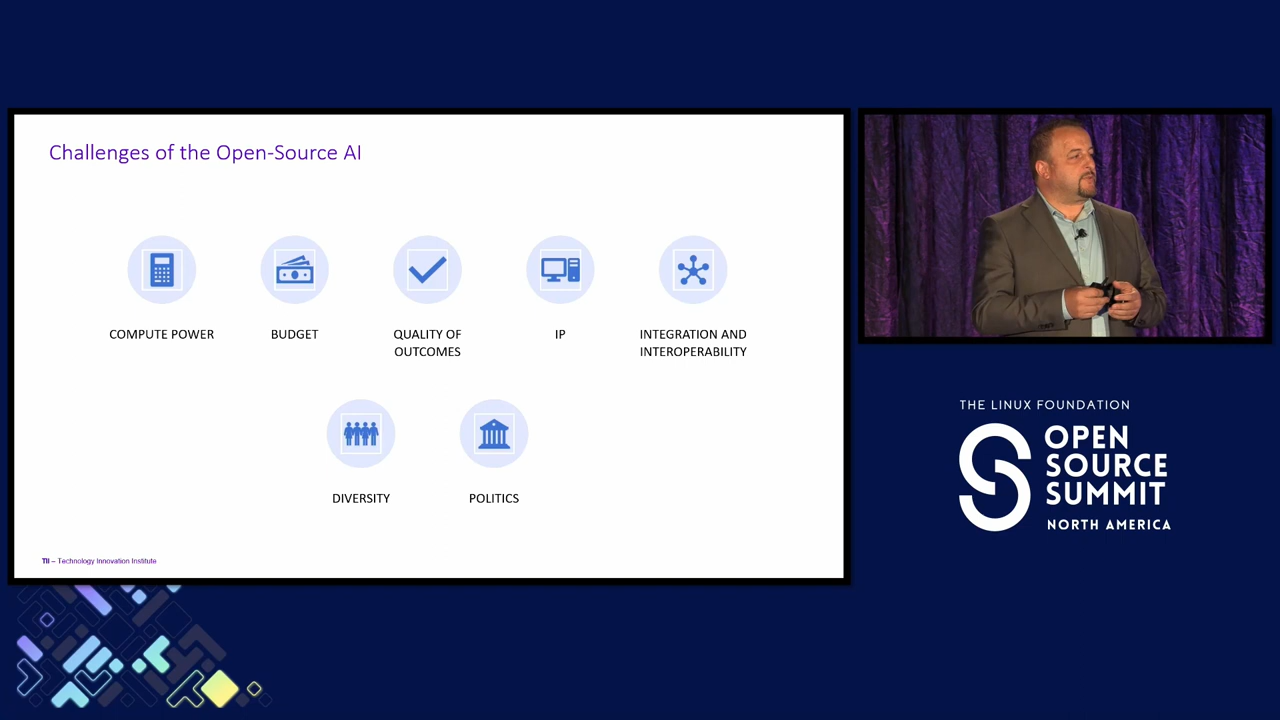 Challenges of the Open-Source AI
COMPUTE POWER
BUDGET
QUALITY OF
OUTCOMES
IP
INTEGRATION AND
INTEROPERABILITY
DIVERSITY
POLITICS
TII – Technology Innovation Institute
THE LINUX FOUNDATION
OPEN
SOURCE
SUMMIT
NORTH AMERICA